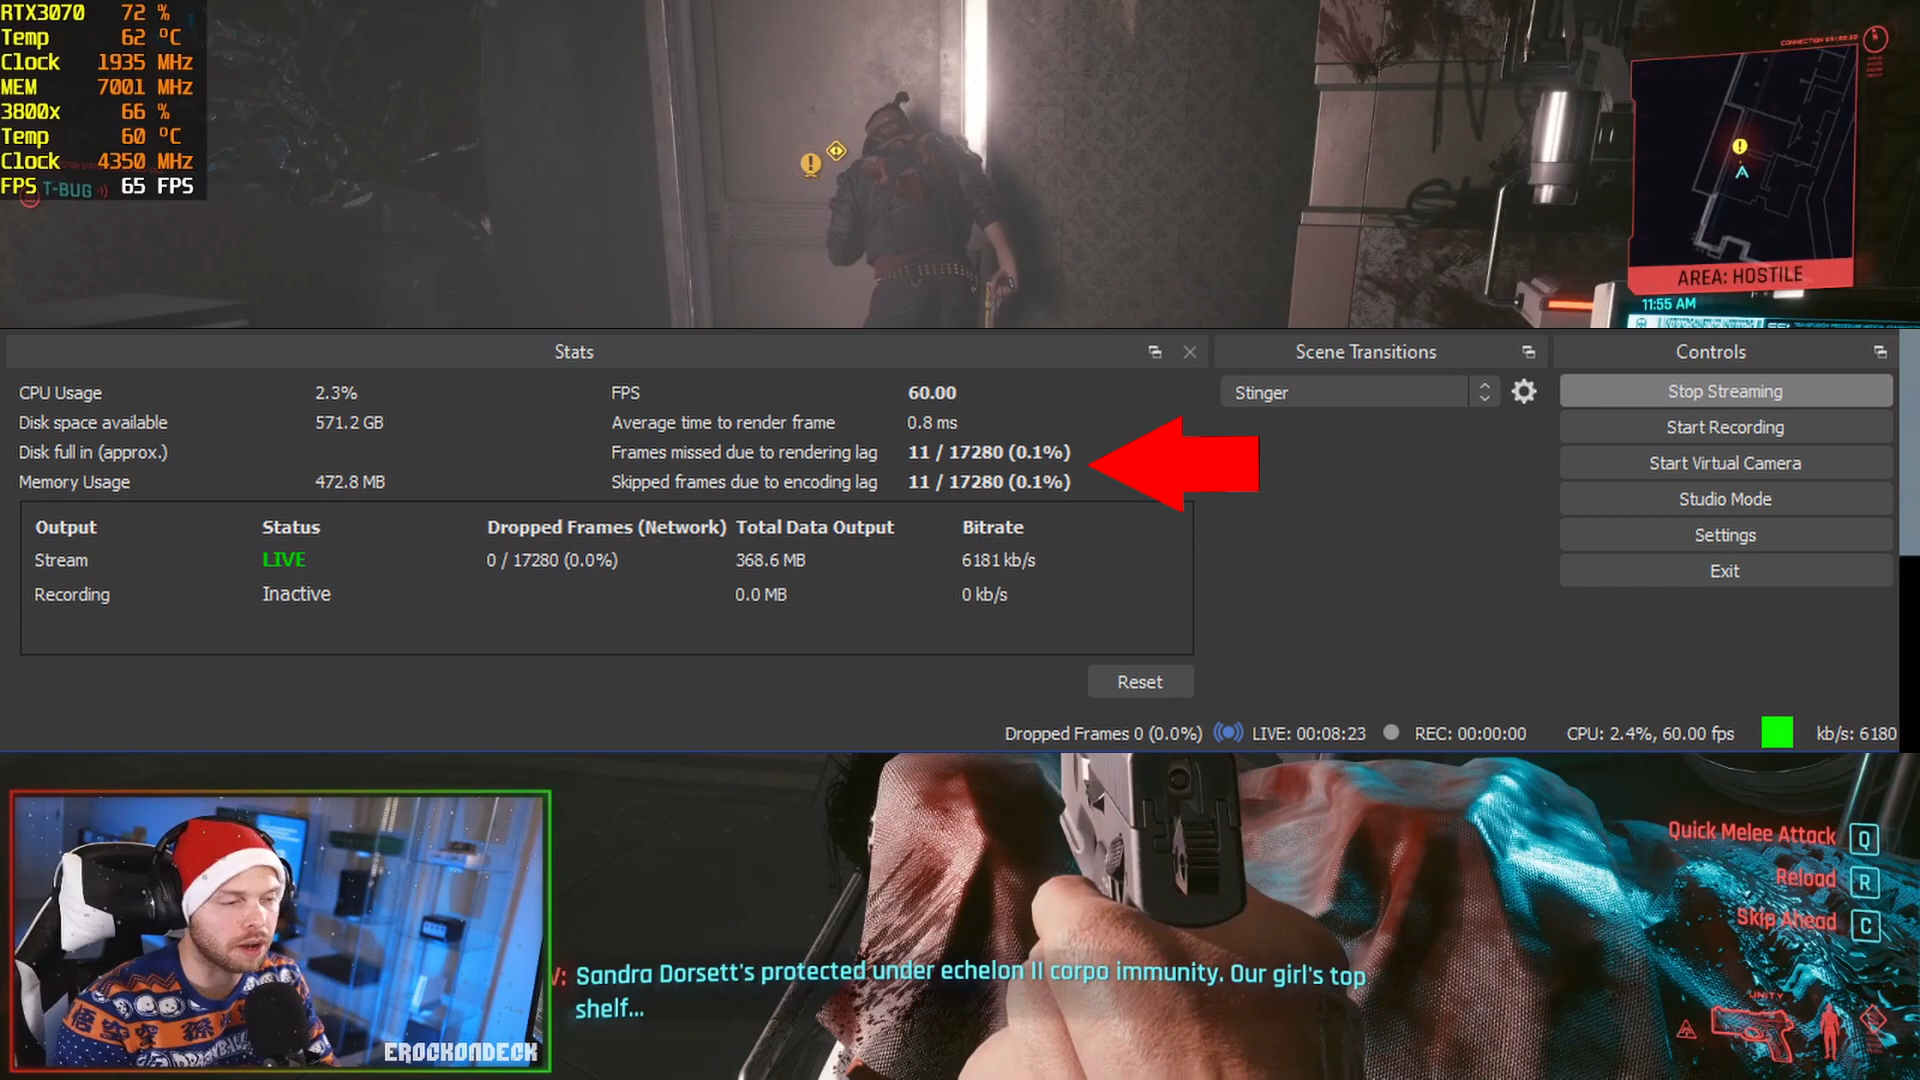 RTX3070 72 %
Temp 62 °C
Clock 1935 MHz
MEM 7001 MHz
3800x 66 %
Temp 60 °C
Clock 4350 MHz
FPS 65 FPS
T-BUG
AREA: HOSTILE
11:55 AM
Stats
Scene Transitions
Controls
CPU Usage 2.3%
Disk space available 571.2 GB
Disk full in (approx.)
Memory Usage 472.8 MB
FPS 60.00
Average time to render frame 0.8 ms
Frames missed due to rendering lag 11 / 17280 (0.1%)
Skipped frames due to encoding lag 11 / 17280 (0.1%)
Stinger
Stop Streaming
Start Recording
Start Virtual Camera
Studio Mode
Settings
Exit
Output Status Dropped Frames (Network) Total Data Output Bitrate
Stream LIVE 0 / 17280 (0.0%) 368.6 MB 6181 kb/s
Recording Inactive 0.0 MB 0 kb/s
Reset
Dropped Frames 0 (0.0%) LIVE: 00:08:23 REC: 00:00:00 CPU: 2.4%, 60.00 fps kb/s: 6180
Quick Melee Attack Q
Reload R
Skip Ahead C
V: Sandra Dorsett's protected under echelon II corpo immunity. Our girl's top
shelf...
UNITY
EROCKONDECK